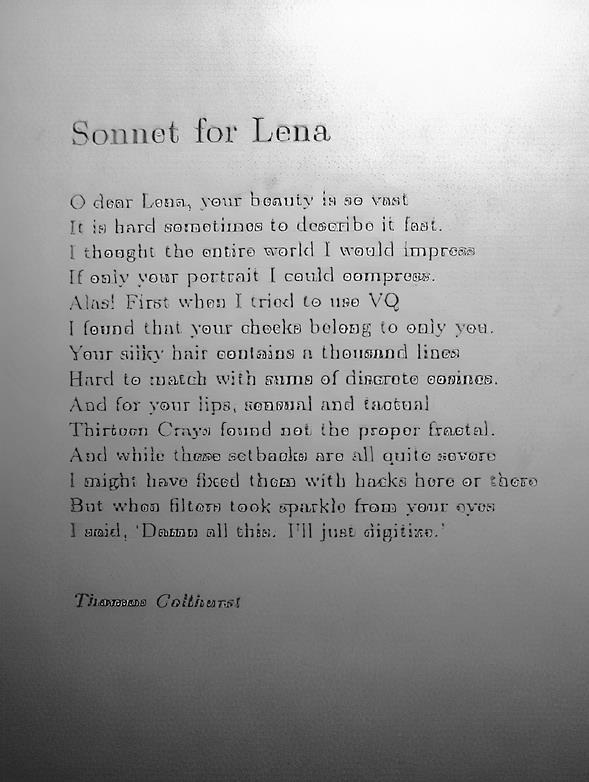 Sonnet for Lena
O dear Lena, your beauty is so vast
It is hard sometimes to describe it fast.
I thought the entire world I would impress
If only your portrait I could compress.
Alas! First when I tried to use VQ
I found that your cheeks belong to only you.
Your silky hair contains a thousand lines
Hard to match with sums of discrete cosines.
And for your lips, sensual and tactual
Thirteen Crays found not the proper fractal.
And while these setbacks are all quite severe
I might have fixed them with hacks here or there
But when filters took sparkle from your eyes
I said, 'Damn all this. I'll just digitize.'
Thomas Colthurst